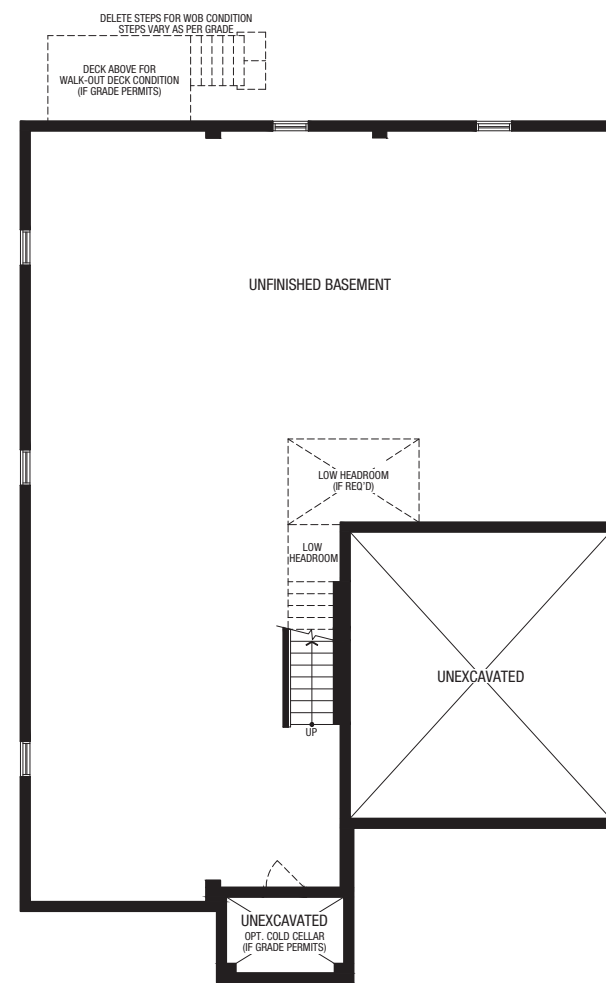 DELETE STEPS FOR WOB CONDITION
STEPS VARY AS PER GRADE
DECK ABOVE FOR
WALK-OUT DECK CONDITION
(IF GRADE PERMITS)
UNFINISHED BASEMENT
LOW HEADROOM
(IF REQ'D)
LOW
HEADROOM
UNEXCAVATED
UP
UNEXCAVATED
OPT. COLD CELLAR
(IF GRADE PERMITS)